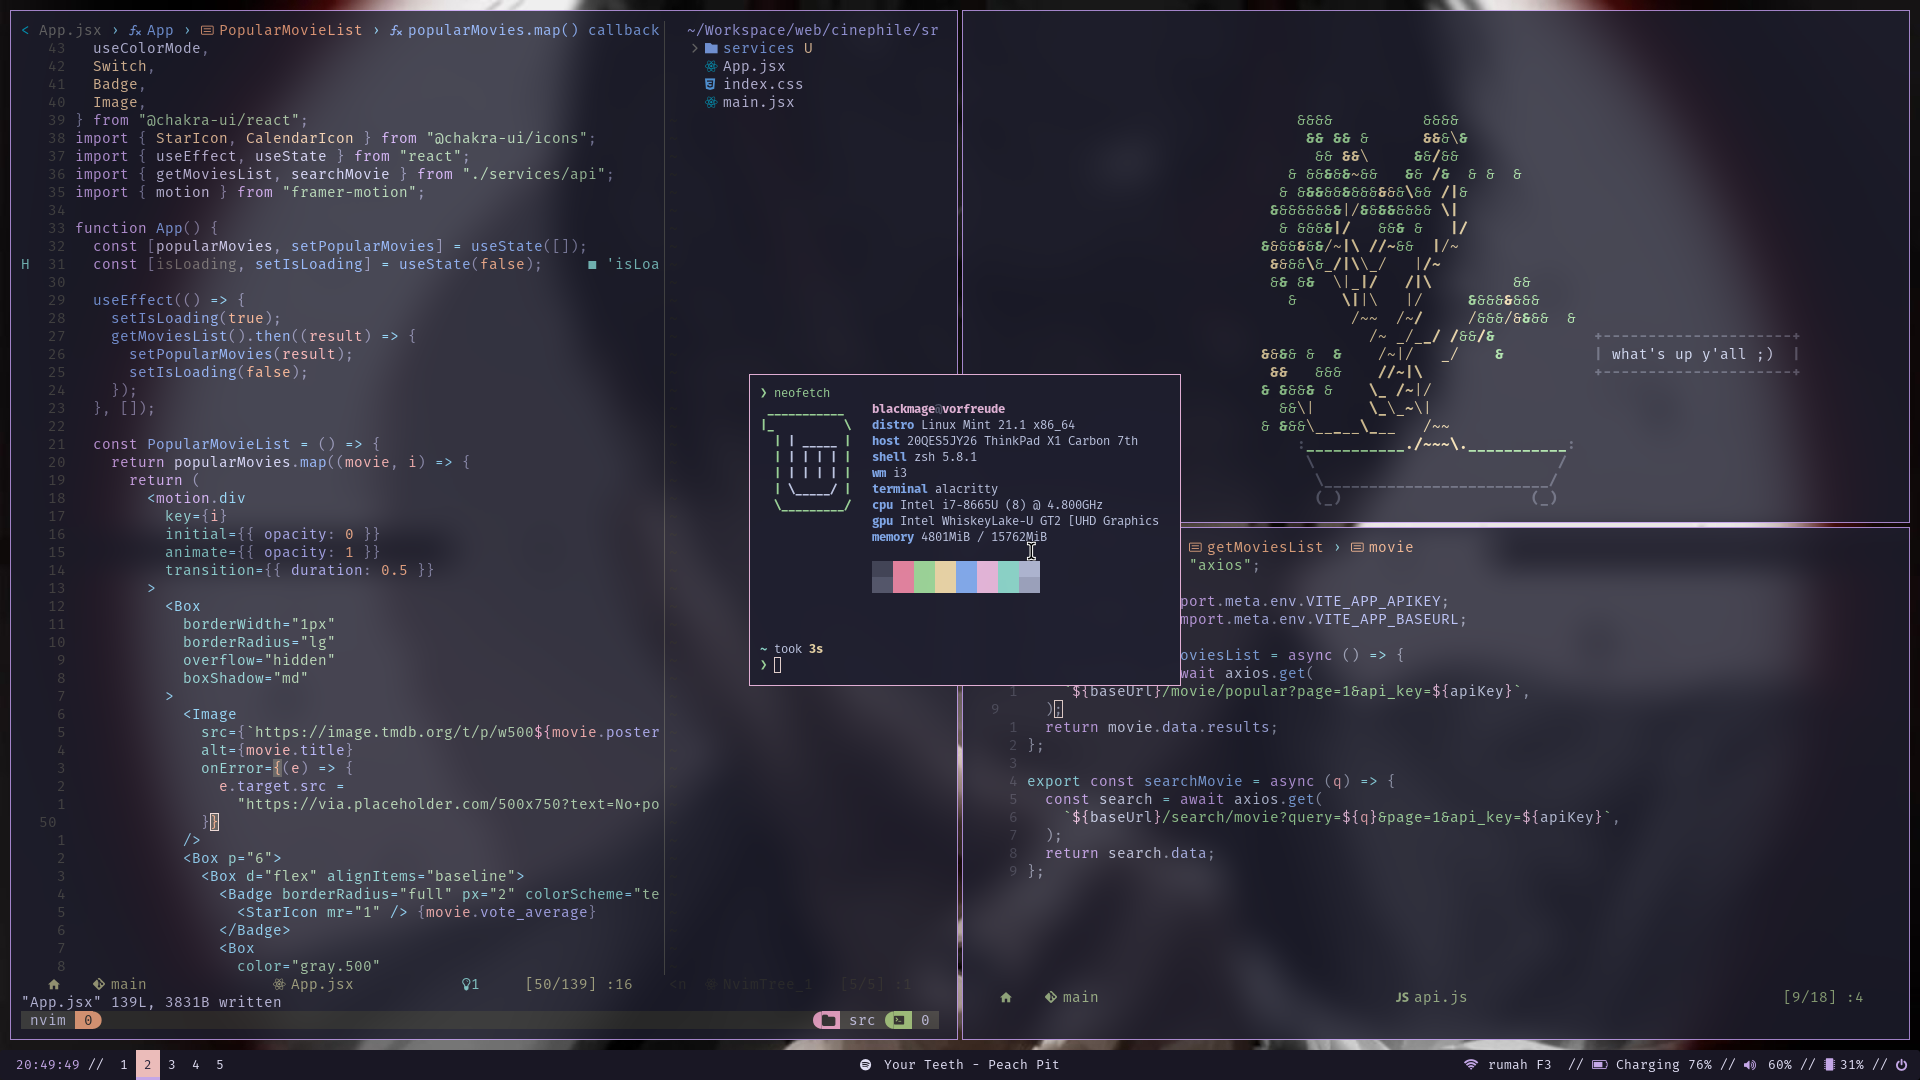 < App.jsx › App › PopularMovieList › popularMovies.map() callback
43 useColorMode,
42 Switch,
41 Badge,
40 Image,
39 } from "@chakra-ui/react";
38 import { StarIcon, CalendarIcon } from "@chakra-ui/icons";
37 import { useEffect, useState } from "react";
36 import { getMoviesList, searchMovie } from "./services/api";
35 import { motion } from "framer-motion";
34
33 function App() {
32 const [popularMovies, setPopularMovies] = useState([]);
H 31 const [isLoading, setIsLoading] = useState(false); ■ 'isLoa
30
29 useEffect(() => {
28 setIsLoading(true);
27 getMoviesList().then((result) => {
26 setPopularMovies(result);
25 setIsLoading(false);
24 });
23 }, []);
22
21 const PopularMovieList = () => {
20 return popularMovies.map((movie, i) => {
19 return (
18 <motion.div
17 key={i}
16 initial={{ opacity: 0 }}
15 animate={{ opacity: 1 }}
14 transition={{ duration: 0.5 }}
13 >
12 <Box
11 borderWidth="1px"
10 borderRadius="lg"
9 overflow="hidden"
8 boxShadow="md"
7 >
6 <Image
5 src={`https://image.tmdb.org/t/p/w500${movie.poster
4 alt={movie.title}
3 onError={(e) => {
2 e.target.src =
1 "https://via.placeholder.com/500x750?text=No+po
50 }}
1 />
2 <Box p="6">
3 <Box d="flex" alignItems="baseline">
4 <Badge borderRadius="full" px="2" colorScheme="te
5 <StarIcon mr="1" /> {movie.vote_average}
6 </Badge>
7 <Box
8 color="gray.500"
main App.jsx 1 [50/139] :16 <n NvimTree_1 [5/5] :1
"App.jsx" 139L, 3831B written
nvim 0 src 0
~/Workspace/web/cinephile/sr
› services U
App.jsx
index.css
main.jsx
what's up y'all ;)
❯ neofetch
blackmage@vorfreude
distro Linux Mint 21.1 x86_64
host 20QES5JY26 ThinkPad X1 Carbon 7th
shell zsh 5.8.1
wm i3
terminal alacritty
cpu Intel i7-8665U (8) @ 4.800GHz
gpu Intel WhiskeyLake-U GT2 [UHD Graphics
memory 4801MiB / 15762MiB
~ took 3s
❯
getMoviesList › movie
"axios";
port.meta.env.VITE_APP_APIKEY;
mport.meta.env.VITE_APP_BASEURL;
oviesList = async () => {
wait axios.get(
1 `${baseUrl}/movie/popular?page=1&api_key=${apiKey}`,
9 );
1 return movie.data.results;
2 };
3
4 export const searchMovie = async (q) => {
5 const search = await axios.get(
6 `${baseUrl}/search/movie?query=${q}&page=1&api_key=${apiKey}`,
7 );
8 return search.data;
9 };
main JS api.js [9/18] :4
20:49:49 // 1 2 3 4 5
Your Teeth - Peach Pit
rumah F3 // Charging 76% // 60% // 31% //